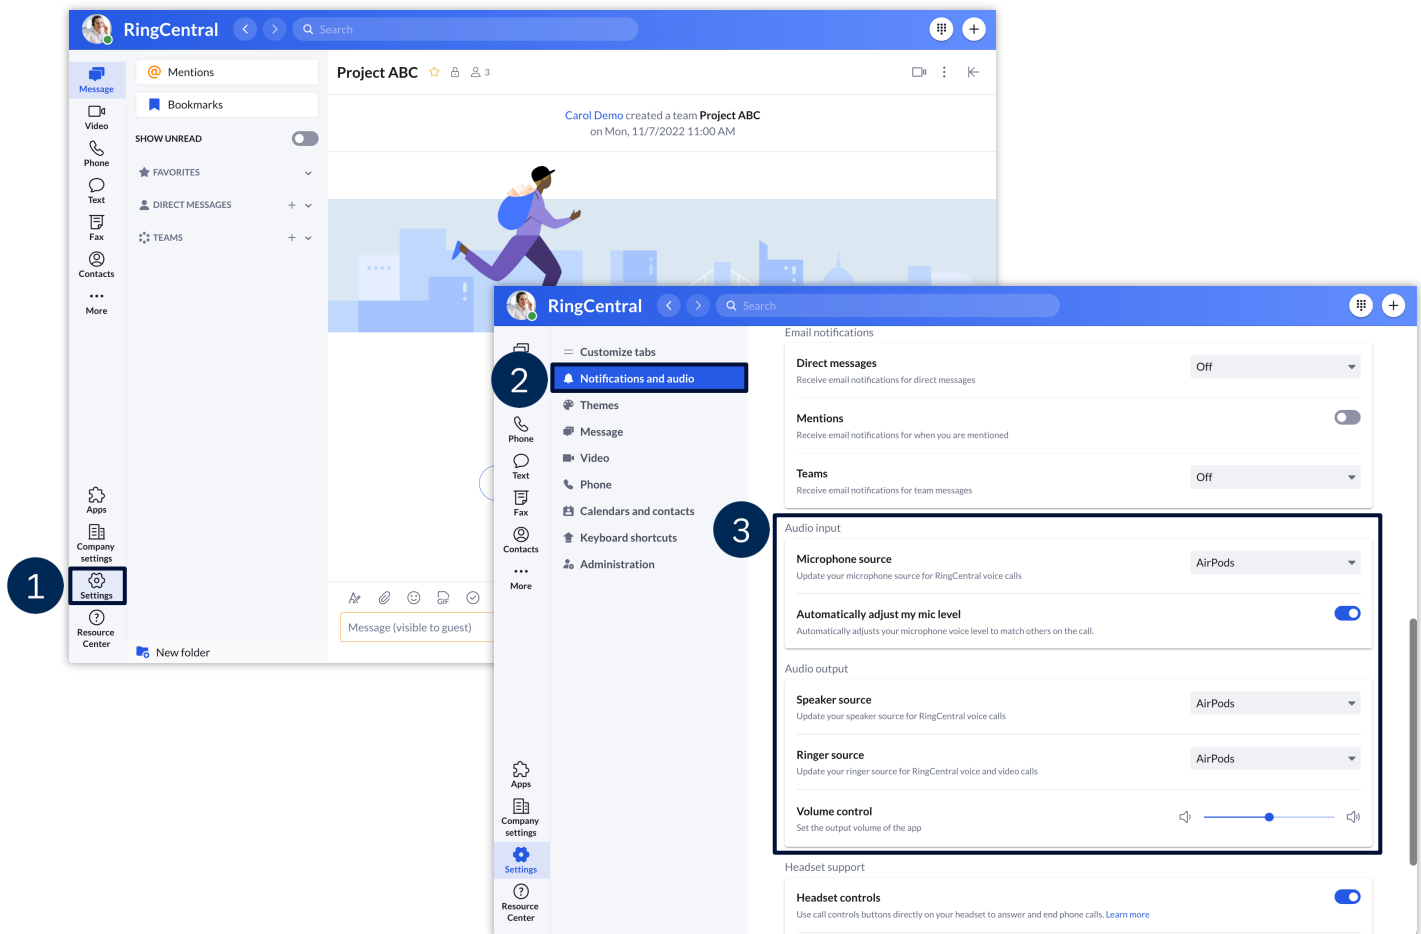 RingCentral
Search
Message
Video
Phone
Text
Fax
Contacts
More
Apps
Company
settings
1
Settings
Resource
Center
@ Mentions
Bookmarks
SHOW UNREAD
FAVORITES
DIRECT MESSAGES
TEAMS
New folder
Project ABC
3
Carol Demo created a team Project ABC
on Mon, 11/7/2022 11:00 AM
GIF
Message (visible to guest)
RingCentral
Search
2
Phone
Text
Fax
Contacts
More
Apps
Company
settings
Settings
Resource
Center
Customize tabs
Notifications and audio
Themes
Message
Video
Phone
Calendars and contacts
Keyboard shortcuts
Administration
Email notifications
Direct messages
Receive email notifications for direct messages
Off
Mentions
Receive email notifications for when you are mentioned
Teams
Receive email notifications for team messages
Off
3
Audio input
Microphone source
Update your microphone source for RingCentral voice calls
AirPods
Automatically adjust my mic level
Automatically adjusts your microphone voice level to match others on the call.
Audio output
Speaker source
Update your speaker source for RingCentral voice calls
AirPods
Ringer source
Update your ringer source for RingCentral voice and video calls
AirPods
Volume control
Set the output volume of the app
Headset support
Headset controls
Use call controls buttons directly on your headset to answer and end phone calls. Learn more